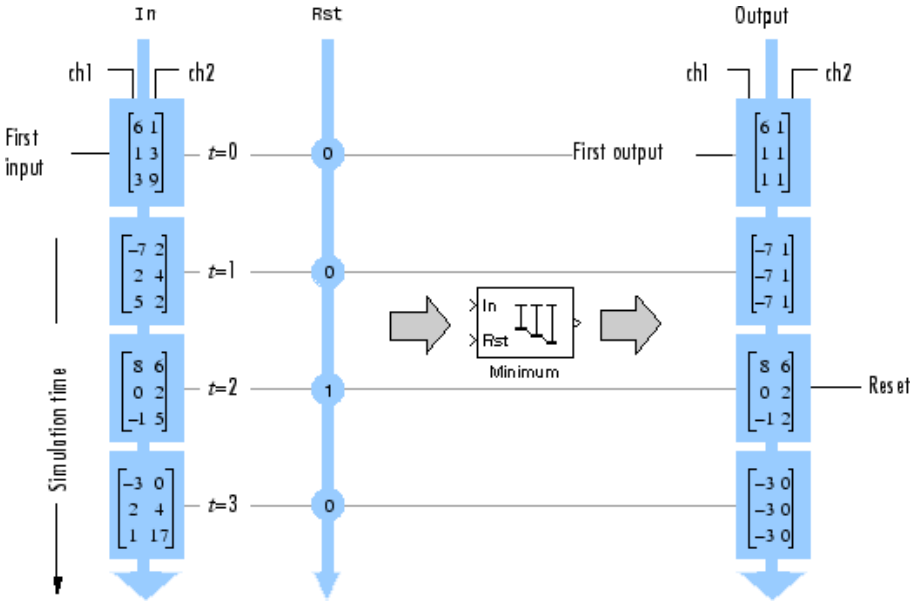 In Rst Output
ch1 ch2 ch1 ch2
First input
6 1
1 3
3 9
t=0
0
First output
6 1
1 1
1 1
-7 2
2 4
5 2
t=1
0
-7 1
-7 1
-7 1
In
Rst
Minimum
8 6
0 2
-1 5
t=2
1
8 6
0 2
-1 2
Reset
-3 0
2 4
1 17
t=3
0
-3 0
-3 0
-3 0
Simulation time